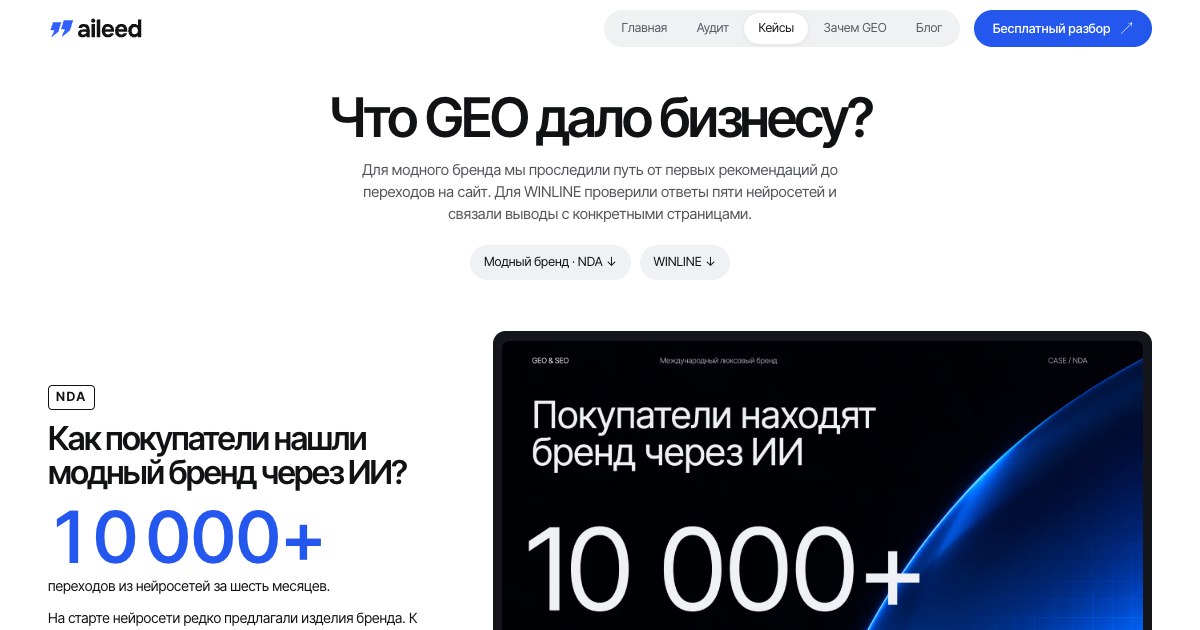 aileed
Главная Аудит Кейсы Зачем GEO Блог
Бесплатный разбор
Что GEO дало бизнесу?
Для модного бренда мы проследили путь от первых рекомендаций до
переходов на сайт. Для WINLINE проверили ответы пяти нейросетей и
связали выводы с конкретными страницами.
Модный бренд · NDA ↓ WINLINE ↓
NDA
Как покупатели нашли
модный бренд через ИИ?
10 000+
переходов из нейросетей за шесть месяцев.
На старте нейросети редко предлагали изделия бренда. К
GEO & SEO Международный люксовый бренд CASE / NDA
Покупатели находят
бренд через ИИ
10 000+